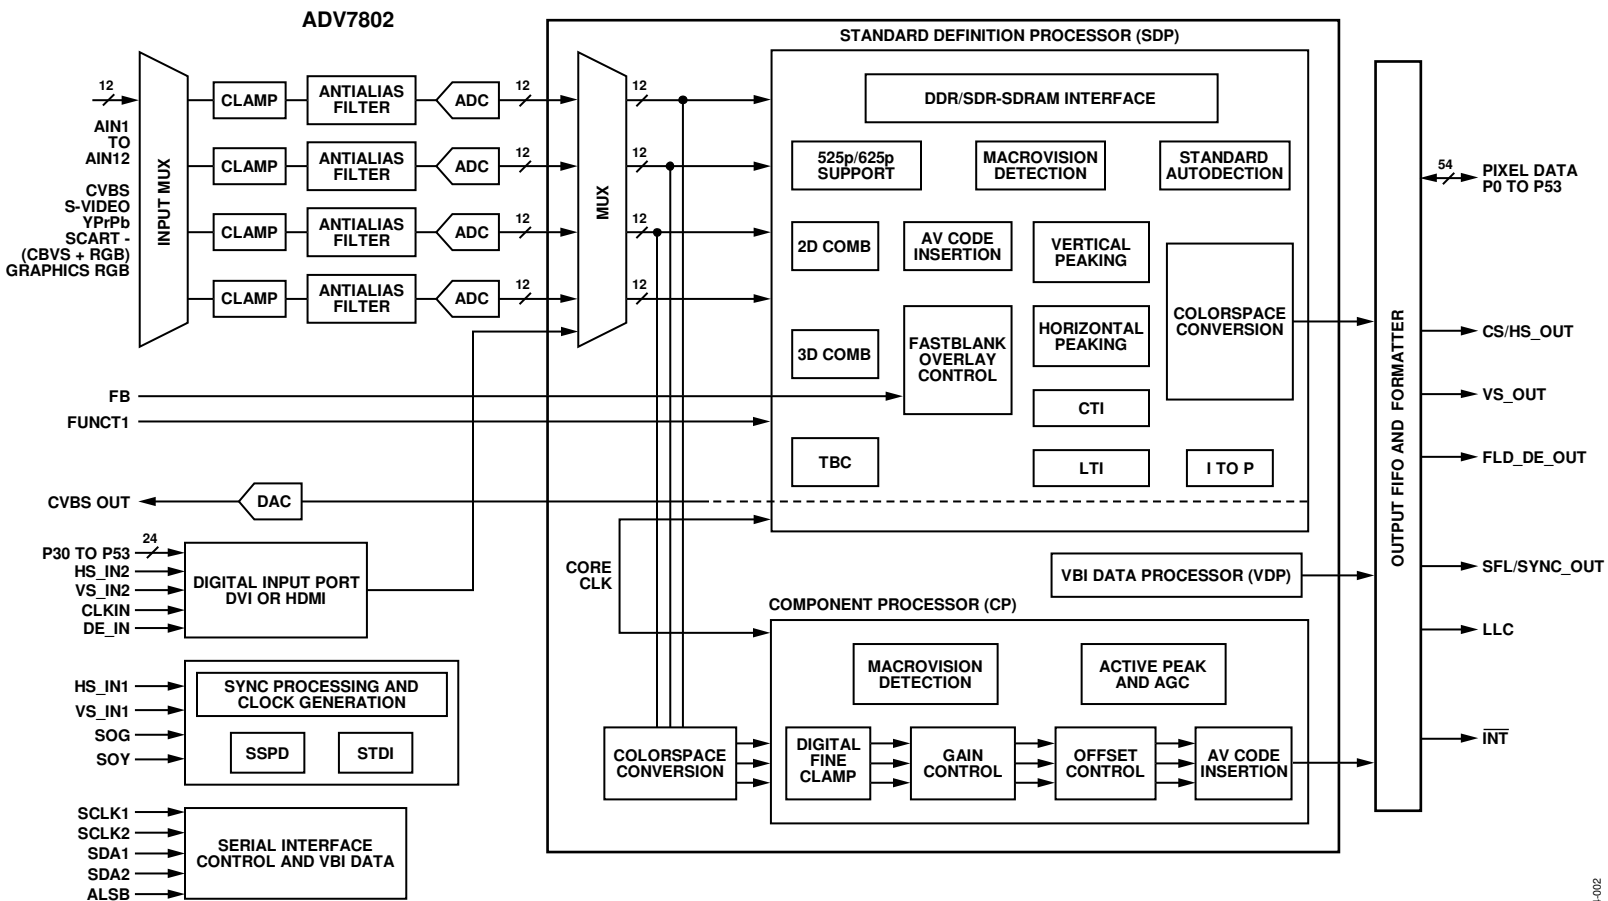 ADV7802
STANDARD DEFINITION PROCESSOR (SDP)
12
AIN1
TO
AIN12
CVBS
S-VIDEO
YPrPb
SCART -
(CBVS + RGB)
GRAPHICS RGB
INPUT MUX
CLAMP
ANTIALIAS
FILTER
ADC
12
CLAMP
ANTIALIAS
FILTER
ADC
12
CLAMP
ANTIALIAS
FILTER
ADC
12
CLAMP
ANTIALIAS
FILTER
ADC
12
MUX
12
12
12
12
DDR/SDR-SDRAM INTERFACE
525p/625p
SUPPORT
MACROVISION
DETECTION
STANDARD
AUTODECTION
2D COMB
AV CODE
INSERTION
VERTICAL
PEAKING
COLORSPACE
CONVERSION
3D COMB
FASTBLANK
OVERLAY
CONTROL
HORIZONTAL
PEAKING
CTI
TBC
LTI
I TO P
FB
FUNCT1
CVBS OUT
DAC
P30 TO P53
24
HS_IN2
VS_IN2
CLKIN
DE_IN
DIGITAL INPUT PORT
DVI OR HDMI
CORE
CLK
VBI DATA PROCESSOR (VDP)
COMPONENT PROCESSOR (CP)
MACROVISION
DETECTION
ACTIVE PEAK
AND AGC
HS_IN1
VS_IN1
SOG
SOY
SYNC PROCESSING AND
CLOCK GENERATION
SSPD
STDI
COLORSPACE
CONVERSION
DIGITAL
FINE
CLAMP
GAIN
CONTROL
OFFSET
CONTROL
AV CODE
INSERTION
SCLK1
SCLK2
SDA1
SDA2
ALSB
SERIAL INTERFACE
CONTROL AND VBI DATA
OUTPUT FIFO AND FORMATTER
54
PIXEL DATA
P0 TO P53
CS/HS_OUT
VS_OUT
FLD_DE_OUT
SFL/SYNC_OUT
LLC
INT